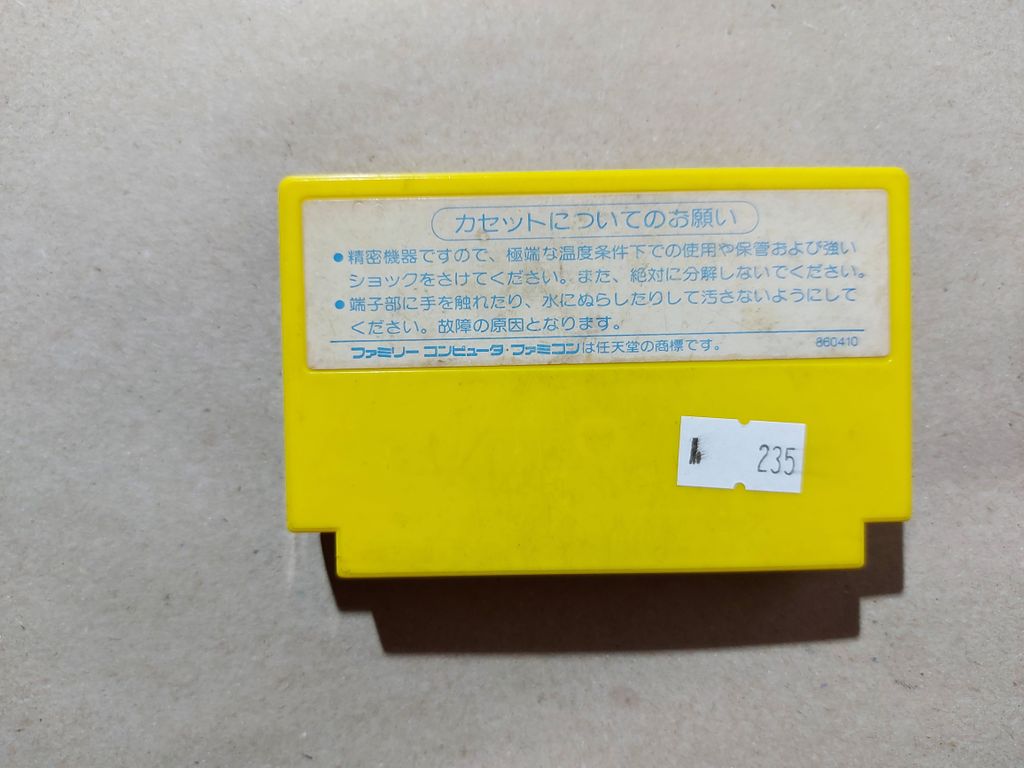 カセットについてのお願い
●精密機器ですので、極端な温度条件下での使用や保管および強い
ショックをさけてください。また、絶対に分解しないでください。
●端子部に手を触れたり、水にぬらしたりして汚さないようにして
ください。故障の原因となります。
ファミリーコンピュータ・ファミコンは任天堂の商標です。 860410
235